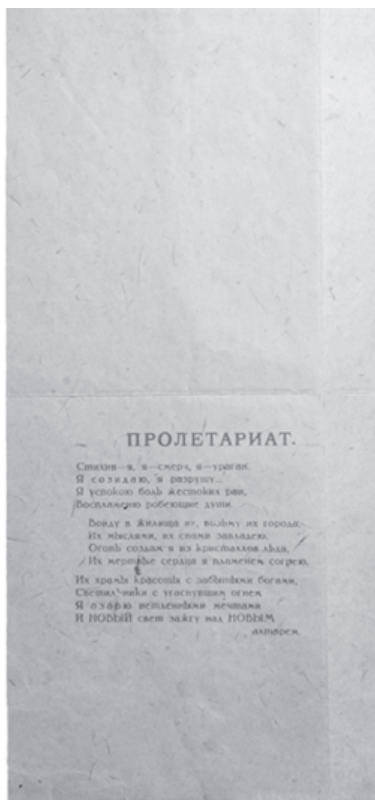 ПРОЛЕТАРИАТ.
Стихия—я, я—смерч, я—ураган.
Я созидаю, я разрушу...
Я успокою боль жестоких ран,
Воспламеню робеющие души.
Войду в жилища их, возьму их города,
Их мыслями, их снами завладею,
Огонь создам я из кристаллов льда,
Их мертвые сердца я пламенем согрею,
Их храмы красоты с забытыми богами,
Светильники с угаснувшим огнем
Я озарю нетленными мечтами
И НОВЫЙ свет зажгу над НОВЫМ
алтарем.